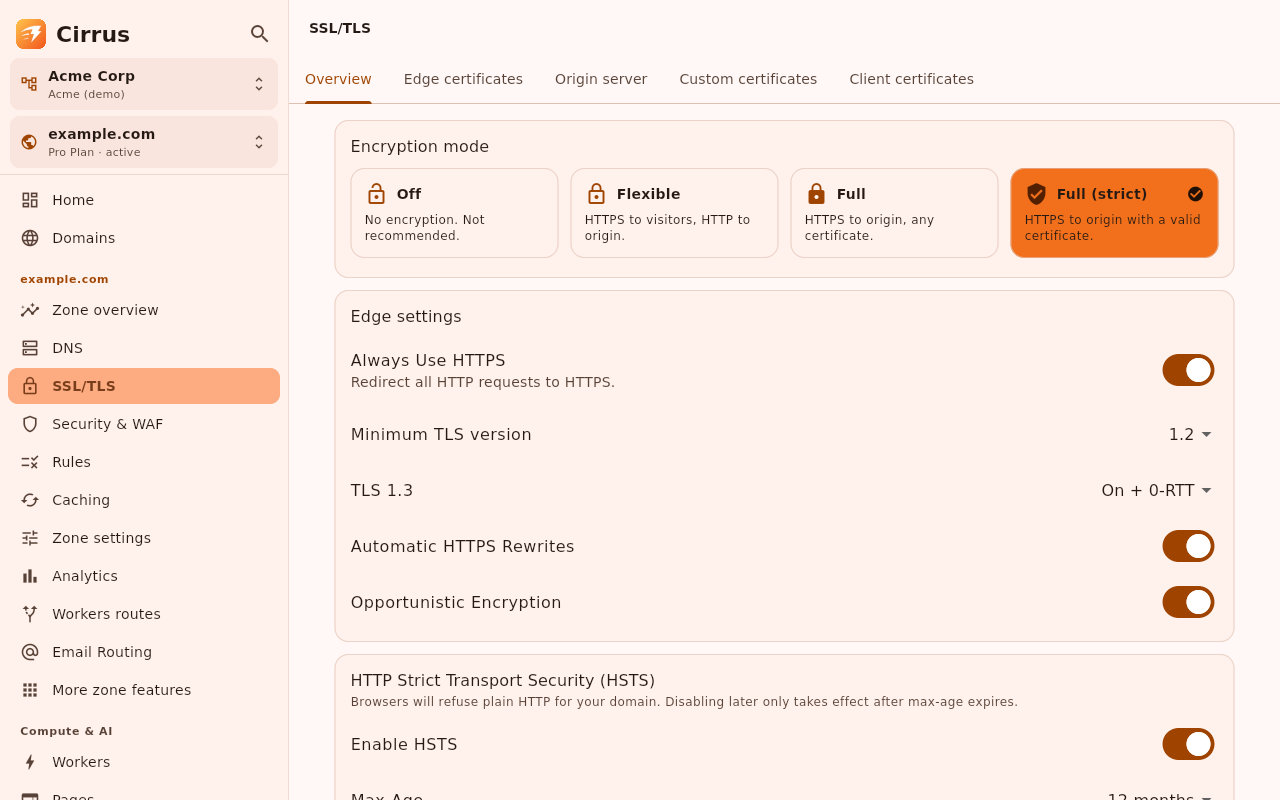 Cirrus
Acme Corp
Acme (demo)
example.com
Pro Plan · active
Home
Domains
example.com
Zone overview
DNS
SSL/TLS
Security & WAF
Rules
Caching
Zone settings
Analytics
Workers routes
Email Routing
More zone features
Compute & AI
Workers
Pages
SSL/TLS
Overview
Edge certificates
Origin server
Custom certificates
Client certificates
Encryption mode
Off
No encryption. Not
recommended.
Flexible
HTTPS to visitors, HTTP to
origin.
Full
HTTPS to origin, any
certificate.
Full (strict)
HTTPS to origin with a valid
certificate.
Edge settings
Always Use HTTPS
Redirect all HTTP requests to HTTPS.
Minimum TLS version
1.2
TLS 1.3
On + 0-RTT
Automatic HTTPS Rewrites
Opportunistic Encryption
HTTP Strict Transport Security (HSTS)
Browsers will refuse plain HTTP for your domain. Disabling later only takes effect after max-age expires.
Enable HSTS
Max Age
12 months